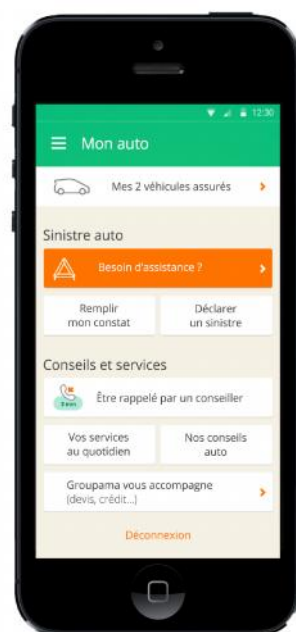 12:30
Mon auto
Mes 2 véhicules assurés
Sinistre auto
Besoin d'assistance ?
Remplir
mon constat
Déclarer
un sinistre
Conseils et services
Être rappelé par un conseiller
Vos services
au quotidien
Nos conseils
auto
Groupama vous accompagne
(devis, crédit...)
Déconnexion